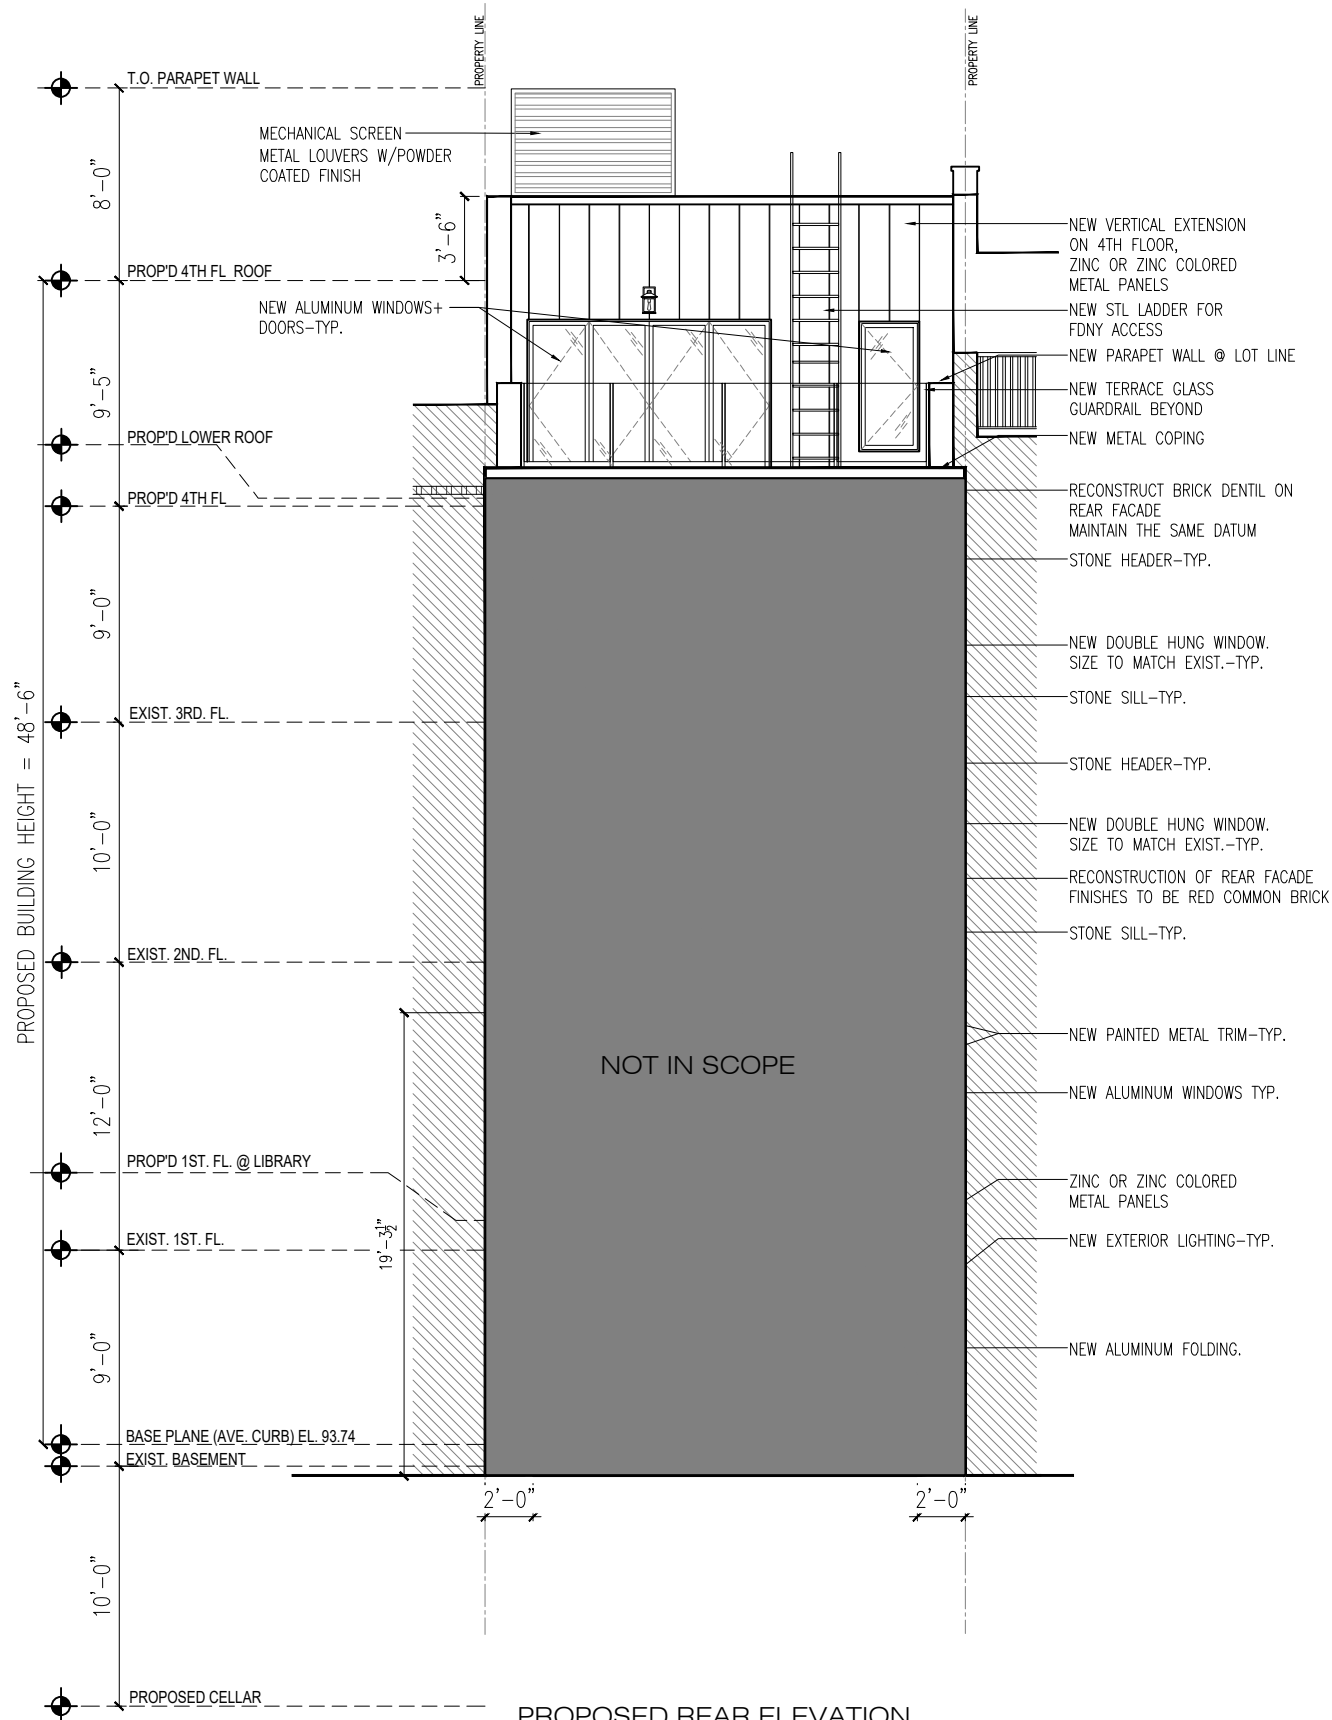 PROPERTY LINE
PROPERTY LINE
T.O. PARAPET WALL
MECHANICAL SCREEN
METAL LOUVERS W/POWDER
COATED FINISH
8'-0"
3'-6"
PROP'D 4TH FL ROOF
NEW ALUMINUM WINDOWS+
DOORS-TYP.
9'-5"
PROP'D LOWER ROOF
PROP'D 4TH FL
9'-0"
EXIST. 3RD. FL.
PROPOSED BUILDING HEIGHT = 48'-6"
10'-0"
EXIST. 2ND. FL.
12'-0"
PROP'D 1ST. FL. @ LIBRARY
19'-3½"
EXIST. 1ST. FL.
9'-0"
BASE PLANE (AVE. CURB) EL. 93.74
EXIST. BASEMENT
10'-0"
PROPOSED CELLAR
NEW VERTICAL EXTENSION
ON 4TH FLOOR,
ZINC OR ZINC COLORED
METAL PANELS
NEW STL LADDER FOR
FDNY ACCESS
NEW PARAPET WALL @ LOT LINE
NEW TERRACE GLASS
GUARDRAIL BEYOND
NEW METAL COPING
RECONSTRUCT BRICK DENTIL ON
REAR FACADE
MAINTAIN THE SAME DATUM
STONE HEADER-TYP.
NEW DOUBLE HUNG WINDOW.
SIZE TO MATCH EXIST.-TYP.
STONE SILL-TYP.
STONE HEADER-TYP.
NEW DOUBLE HUNG WINDOW.
SIZE TO MATCH EXIST.-TYP.
RECONSTRUCTION OF REAR FACADE
FINISHES TO BE RED COMMON BRICK
STONE SILL-TYP.
NEW PAINTED METAL TRIM-TYP.
NEW ALUMINUM WINDOWS TYP.
ZINC OR ZINC COLORED
METAL PANELS
NEW EXTERIOR LIGHTING-TYP.
NEW ALUMINUM FOLDING.
NOT IN SCOPE
2'-0"
2'-0"
PROPOSED REAR ELEVATION